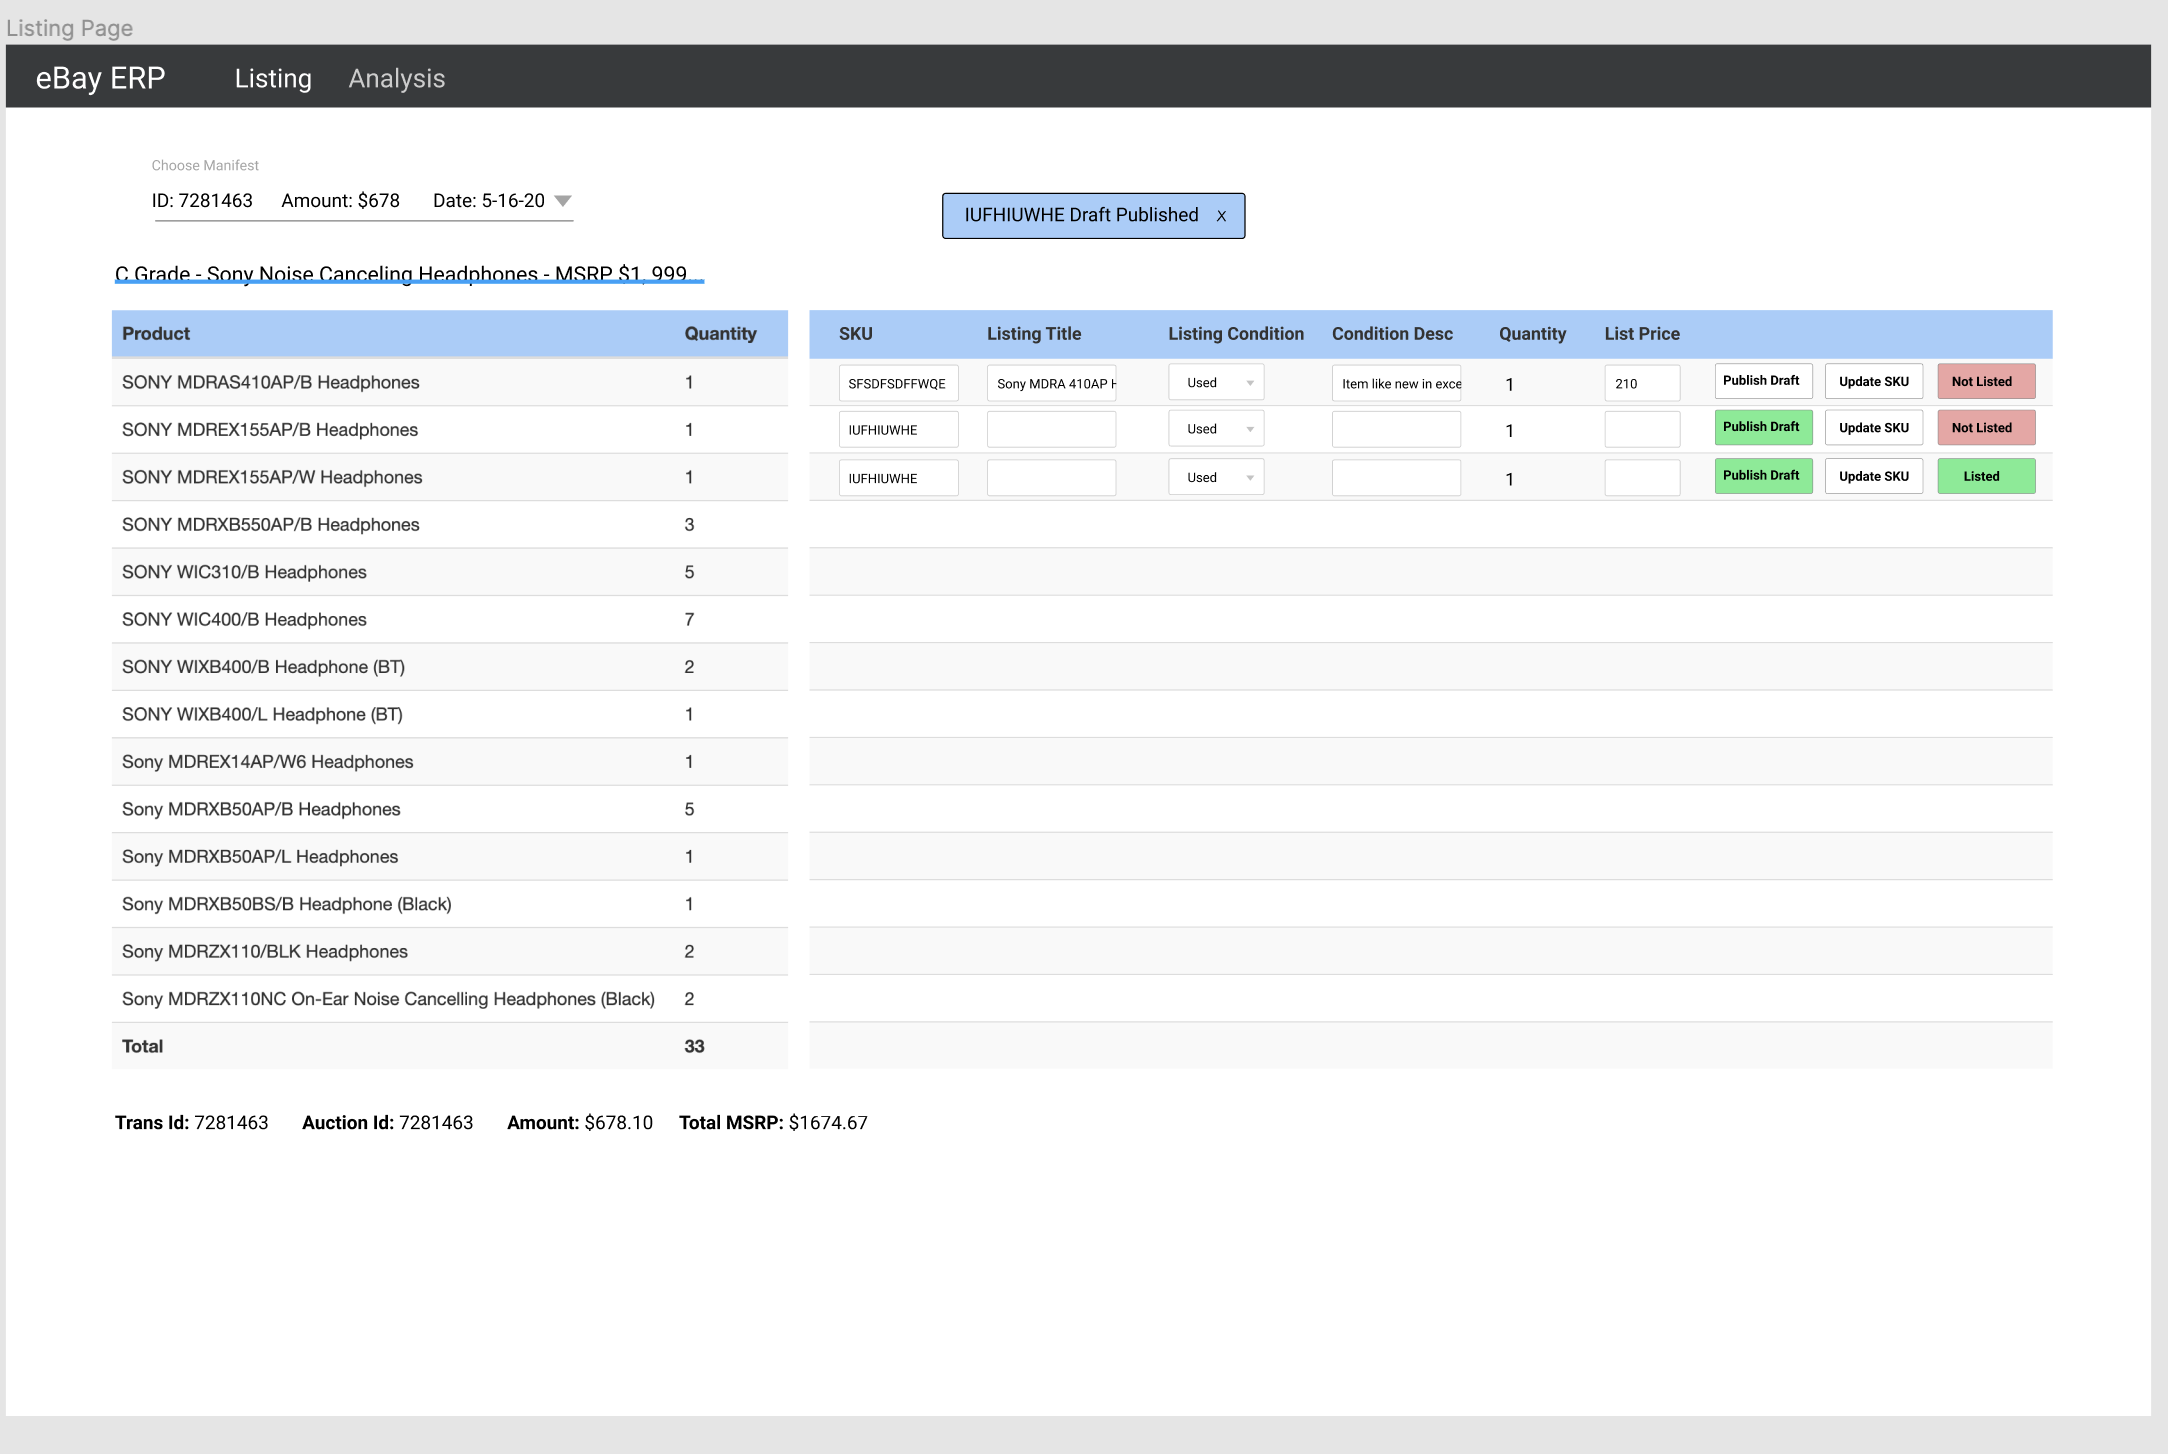 Listing Page
eBay ERP Listing Analysis
Choose Manifest
ID: 7281463 Amount: $678 Date: 5-16-20
IUFHIUWHE Draft Published x
C Grade - Sony Noise Canceling Headphones - MSRP $1, 999...
Product Quantity SKU Listing Title Listing Condition Condition Desc Quantity List Price
SONY MDRAS410AP/B Headphones 1 SFSDFSDFFWQE Sony MDRA 410AP H Used Item like new in exce 1 210 Publish Draft Update SKU Not Listed
SONY MDREX155AP/B Headphones 1 IUFHIUWHE Used 1 Publish Draft Update SKU Not Listed
SONY MDREX155AP/W Headphones 1 IUFHIUWHE Used 1 Publish Draft Update SKU Listed
SONY MDRXB550AP/B Headphones 3
SONY WIC310/B Headphones 5
SONY WIC400/B Headphones 7
SONY WIXB400/B Headphone (BT) 2
SONY WIXB400/L Headphone (BT) 1
Sony MDREX14AP/W6 Headphones 1
Sony MDRXB50AP/B Headphones 5
Sony MDRXB50AP/L Headphones 1
Sony MDRXB50BS/B Headphone (Black) 1
Sony MDRZX110/BLK Headphones 2
Sony MDRZX110NC On-Ear Noise Cancelling Headphones (Black) 2
Total 33
Trans Id: 7281463 Auction Id: 7281463 Amount: $678.10 Total MSRP: $1674.67